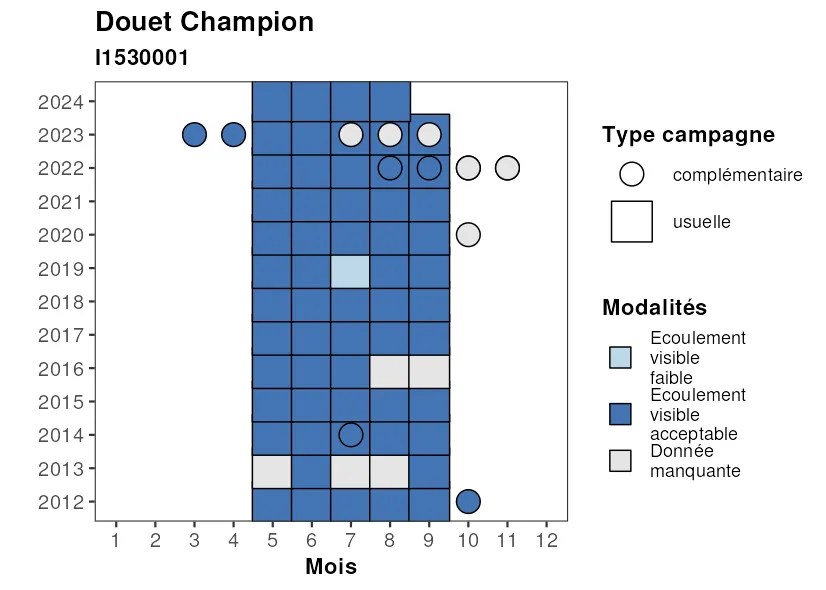 Douet Champion
I1530001
2024
2023
2022
2021
2020
2019
2018
2017
2016
2015
2014
2013
2012
1 2 3 4 5 6 7 8 9 10 11 12
Mois
Type campagne
complémentaire
usuelle
Modalités
Ecoulement
visible
faible
Ecoulement
visible
acceptable
Donnée
manquante